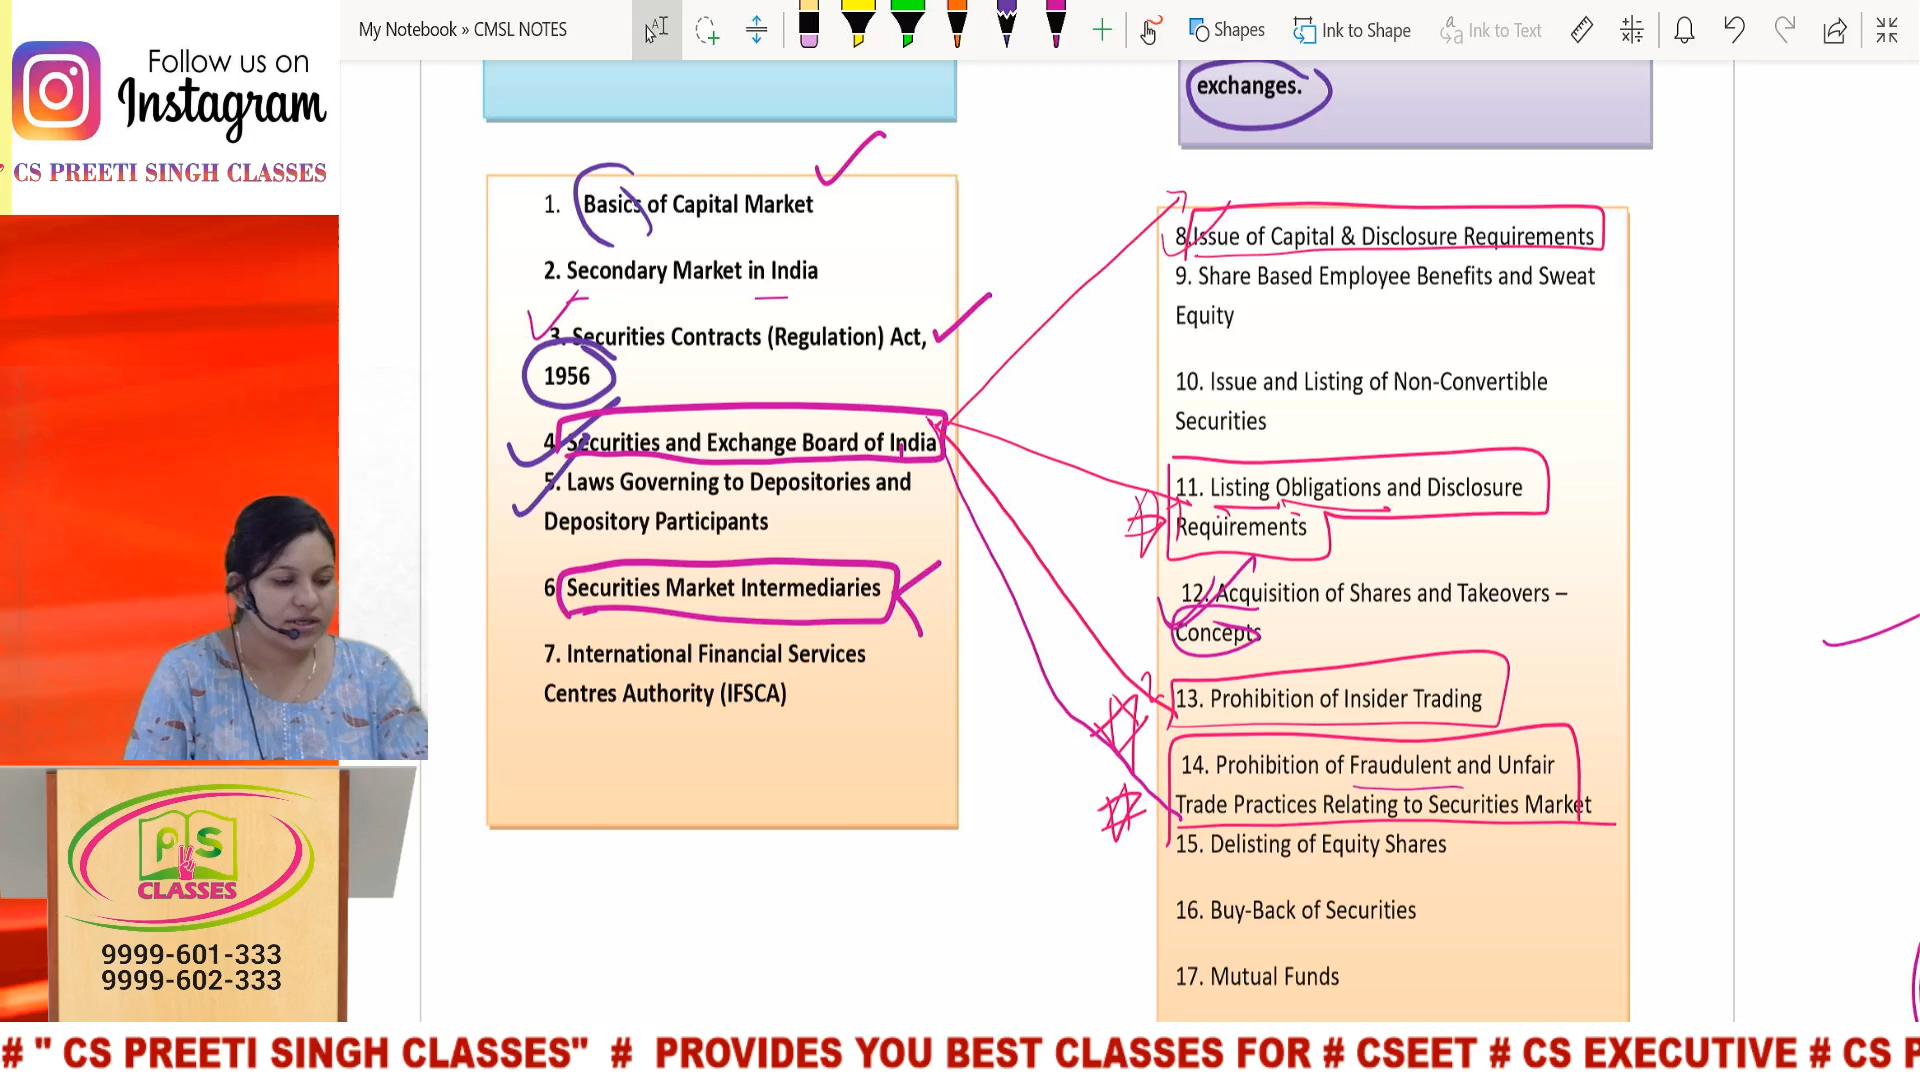 My Notebook » CMSL NOTES
Shapes
Ink to Shape
Ink to Text
Follow us on
Instagram
" CS PREETI SINGH CLASSES
exchanges.
1. Basics of Capital Market
2. Secondary Market in India
3. Securities Contracts (Regulation) Act,
1956
4. Securities and Exchange Board of India
5. Laws Governing to Depositories and
Depository Participants
6 Securities Market Intermediaries
7. International Financial Services
Centres Authority (IFSCA)
8. Issue of Capital & Disclosure Requirements
9. Share Based Employee Benefits and Sweat
Equity
10. Issue and Listing of Non-Convertible
Securities
11. Listing Obligations and Disclosure
Requirements
12. Acquisition of Shares and Takeovers –
Concepts
13. Prohibition of Insider Trading
14. Prohibition of Fraudulent and Unfair
Trade Practices Relating to Securities Market
15. Delisting of Equity Shares
16. Buy-Back of Securities
17. Mutual Funds
PS
CLASSES
9999-601-333
9999-602-333
# " CS PREETI SINGH CLASSES" # PROVIDES YOU BEST CLASSES FOR # CSEET # CS EXECUTIVE # CS P